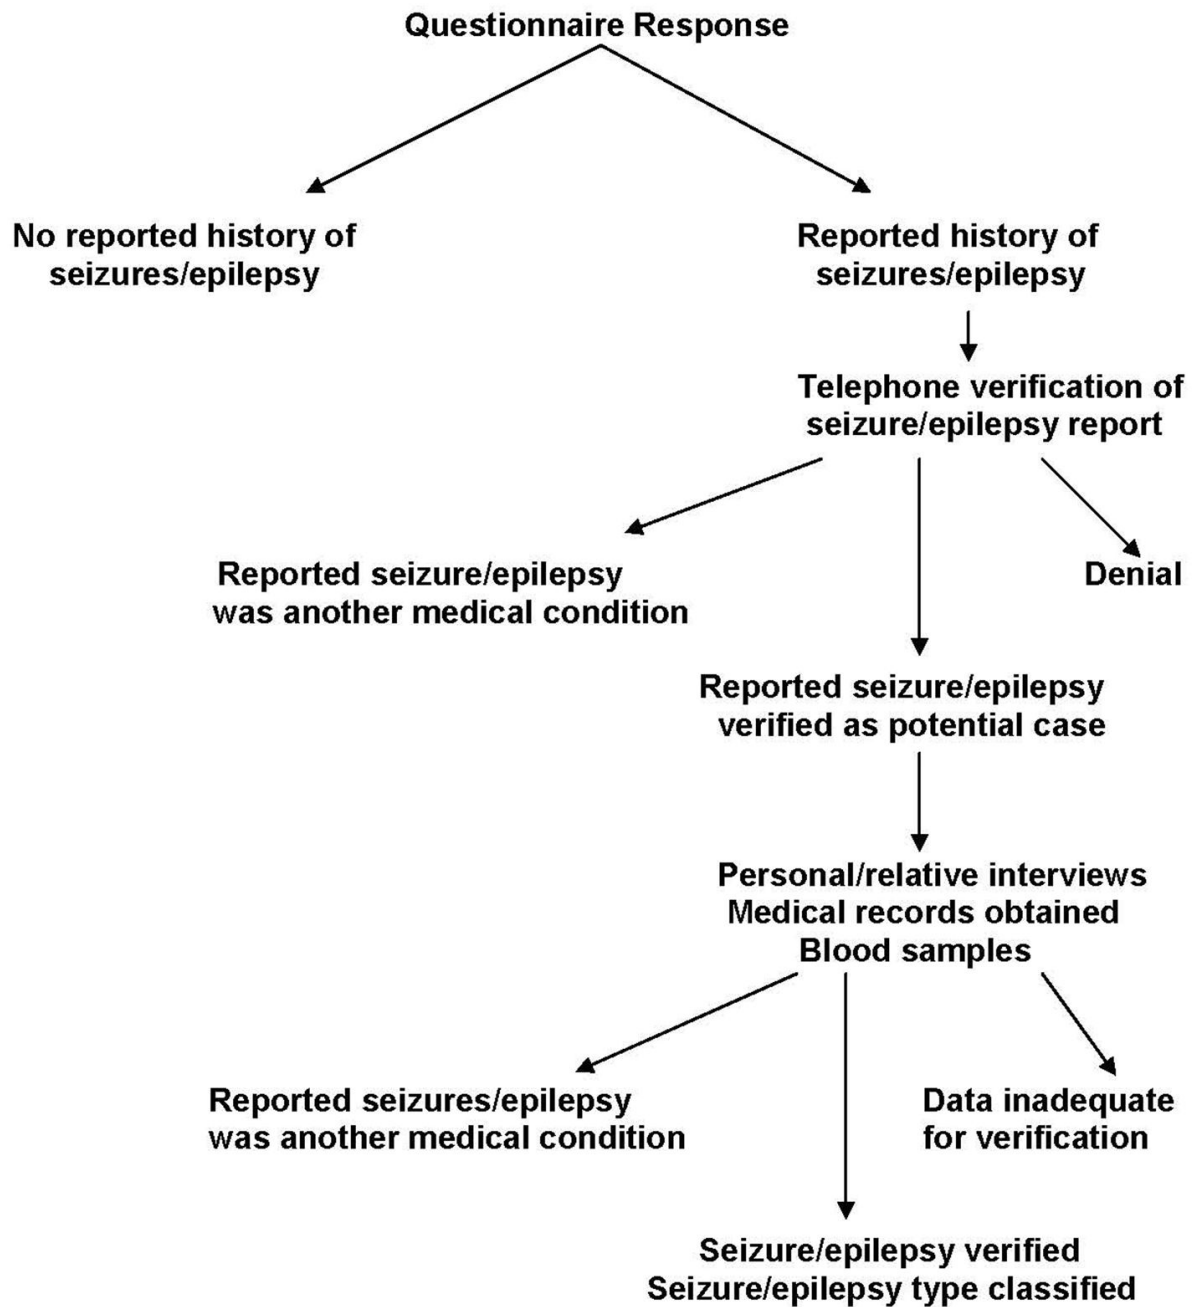 Questionnaire Response
No reported history of
seizures/epilepsy
Reported history of
seizures/epilepsy
Telephone verification of
seizure/epilepsy report
Reported seizure/epilepsy
was another medical condition
Denial
Reported seizure/epilepsy
verified as potential case
Personal/relative interviews
Medical records obtained
Blood samples
Reported seizures/epilepsy
was another medical condition
Data inadequate
for verification
Seizure/epilepsy verified
Seizure/epilepsy type classified